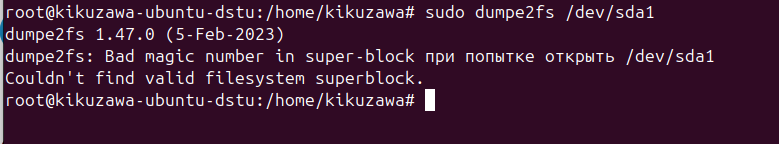 root@kikuzawa-ubuntu-dstu:/home/kikuzawa# sudo dumpe2fs /dev/sda1
dumpe2fs 1.47.0 (5-Feb-2023)
dumpe2fs: Bad magic number in super-block при попытке открыть /dev/sda1
Couldn't find valid filesystem superblock.
root@kikuzawa-ubuntu-dstu:/home/kikuzawa#